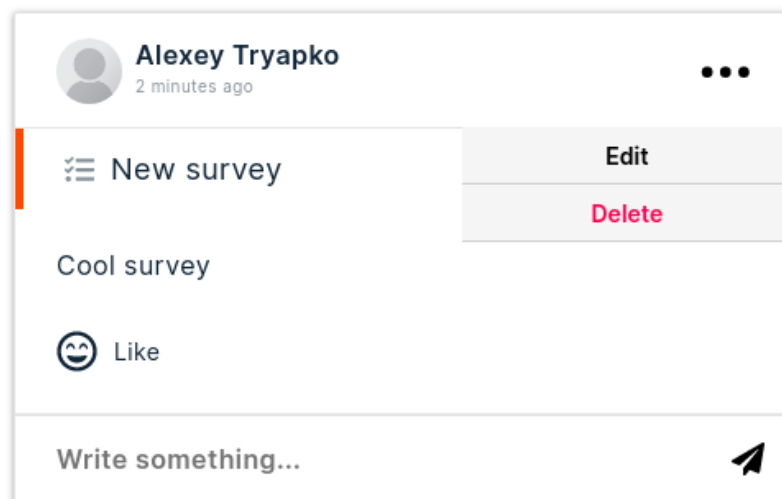 Alexey Tryapko
2 minutes ago
New survey
Edit
Delete
Cool survey
Like
Write something...